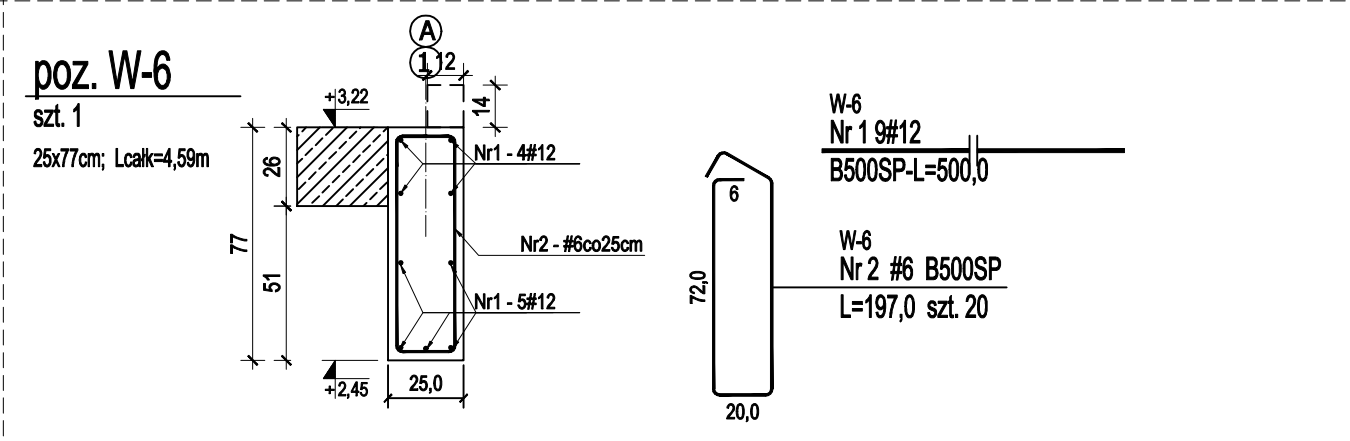 poz. W-6
szt. 1
25x77cm; Lcałk=4,59m
A
1
12
14
+3,22
26
77
51
+2,45
25,0
Nr1 - 4#12
Nr2 - #6co25cm
Nr1 - 5#12
6
72,0
20,0
W-6
Nr 1 9#12
B500SP-L=500,0
W-6
Nr 2 #6 B500SP
L=197,0 szt. 20